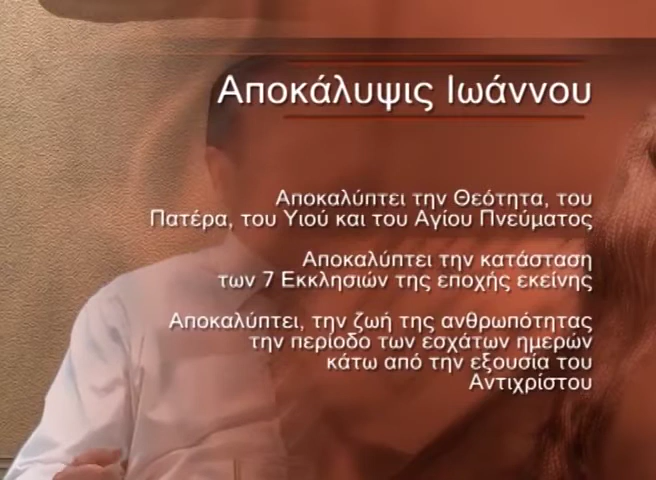 Αποκάλυψις Ιωάννου
Αποκαλύπτει την Θεότητα, του
Πατέρα, του Υιού και του Αγίου Πνεύματος
Αποκαλύπτει την κατάσταση
των 7 Εκκλησιών της εποχής εκείνης
Αποκαλύπτει, την ζωή της ανθρωπότητας
την περίοδο των εσχάτων ημερών
κάτω από την εξουσία του
Αντιχρίστου